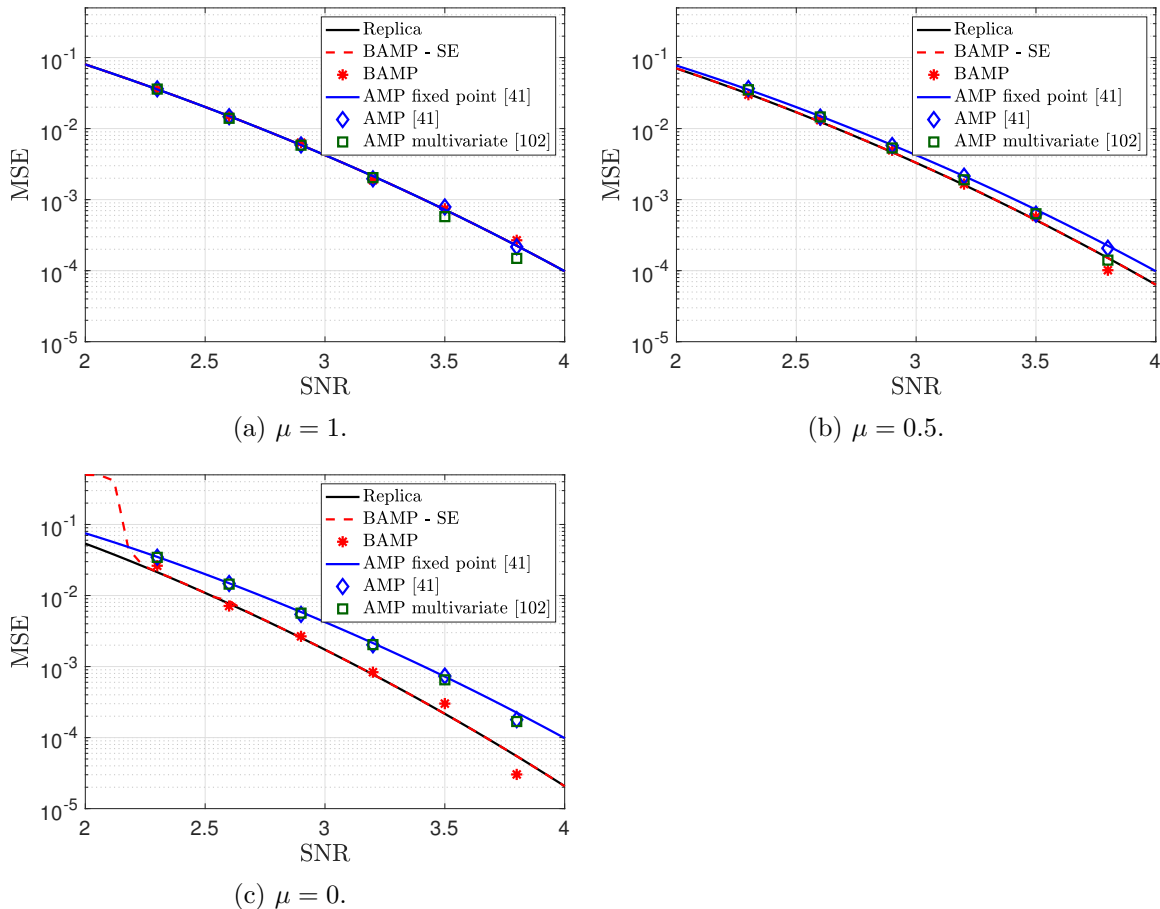 Replica
BAMP - SE
BAMP
AMP fixed point [41]
AMP [41]
AMP multivariate [102]
MSE
10^-1
10^-2
10^-3
10^-4
10^-5
2
2.5
3
3.5
4
SNR
(a) μ = 1.
Replica
BAMP - SE
BAMP
AMP fixed point [41]
AMP [41]
AMP multivariate [102]
MSE
10^-1
10^-2
10^-3
10^-4
10^-5
2
2.5
3
3.5
4
SNR
(b) μ = 0.5.
Replica
BAMP - SE
BAMP
AMP fixed point [41]
AMP [41]
AMP multivariate [102]
MSE
10^-1
10^-2
10^-3
10^-4
10^-5
2
2.5
3
3.5
4
SNR
(c) μ = 0.